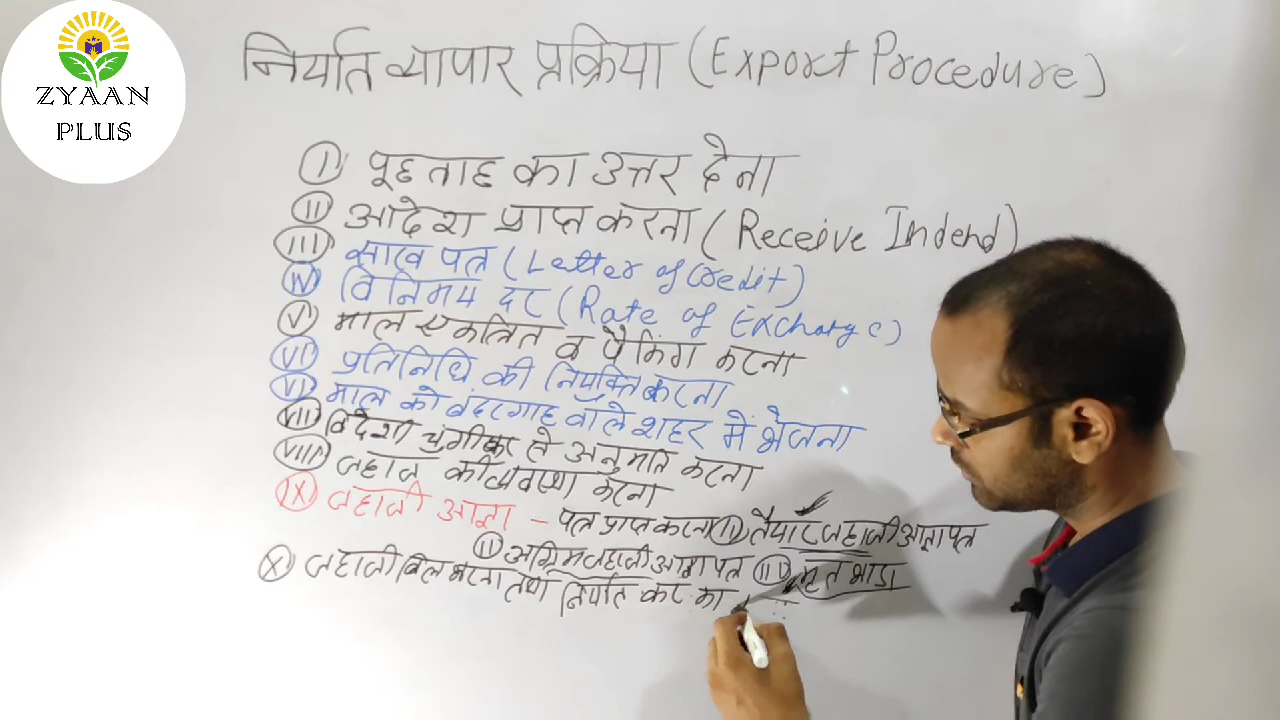 ZYAAN
PLUS
निर्यात व्यापार प्रक्रिया (Export Procedure)
(I) पूछताछ का उत्तर देना
(II) आदेश प्राप्त करना (Receive Indend)
(III) साख पत्र (Letter of Credit)
(IV) विनिमय दर (Rate of Exchange)
(V) माल एकत्रित व पैकिंग करना
(VI) प्रतिनिधि की नियुक्ति करना
(VI) माल को बंदरगाह वाले शहर में भेजना
(VII) विदेशी चुंगीकर से अनुमति करना
(VIII) जहाज की व्यवस्था करना
(IX) जहाजी आज्ञा - पत्र प्राप्त करना (I) तैयार जहाजी आज्ञा पत्र
(II) अग्रिम जहाजी आज्ञा पत्र (III) मृत भाडा
(X) जहाजी बिल भरना तथा निर्यात कर का